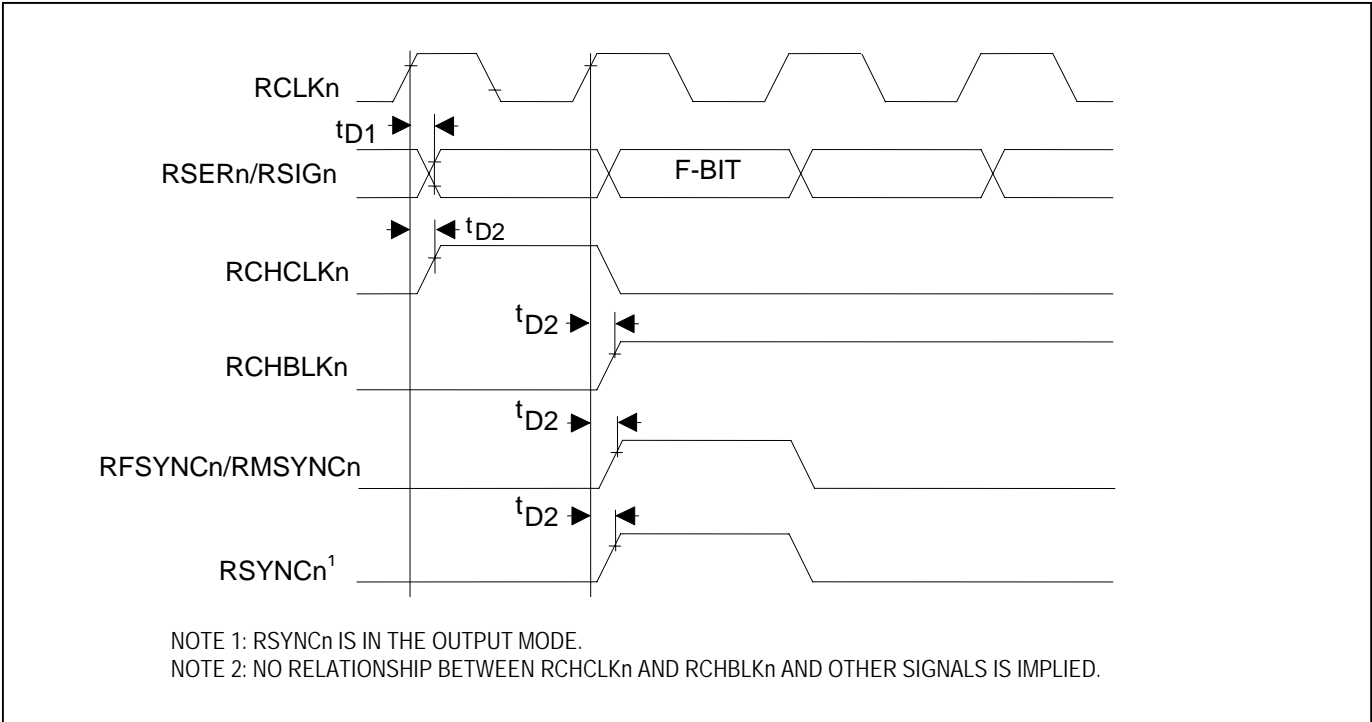 RCLKn
tD1
RSERn/RSIGn
F-BIT
tD2
RCHCLKn
tD2
RCHBLKn
tD2
RFSYNCn/RMSYNCn
tD2
RSYNCn1
NOTE 1: RSYNCn IS IN THE OUTPUT MODE.
NOTE 2: NO RELATIONSHIP BETWEEN RCHCLKn AND RCHBLKn AND OTHER SIGNALS IS IMPLIED.